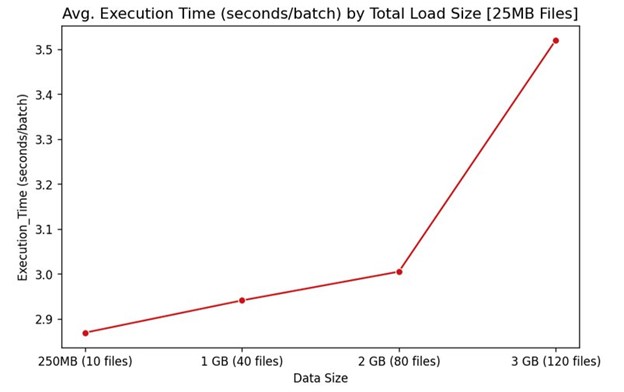 Avg. Execution Time (seconds/batch) by Total Load Size [25MB Files]
Execution_Time (seconds/batch)
3.5
3.4
3.3
3.2
3.1
3.0
2.9
250MB (10 files) 1 GB (40 files) 2 GB (80 files) 3 GB (120 files)
Data Size